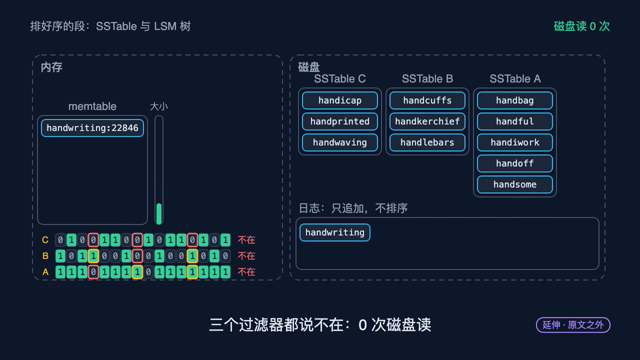 排好序的段：SSTable 与 LSM 树
磁盘读 0 次
内存
memtable
大小
handwriting:22846
C 0 1 0 0 1 1 0 0 1 0 1 1 0 1 0 1 不在
B 1 0 1 1 0 0 1 0 0 1 0 0 1 0 1 0 不在
A 1 1 1 0 1 1 1 1 0 1 1 1 1 1 1 1 不在
磁盘
SSTable C
handicap
handprinted
handwaving
SSTable B
handcuffs
handkerchief
handlebars
SSTable A
handbag
handful
handiwork
handoff
handsome
日志：只追加，不排序
handwriting
三个过滤器都说不在：0 次磁盘读
延伸 · 原文之外